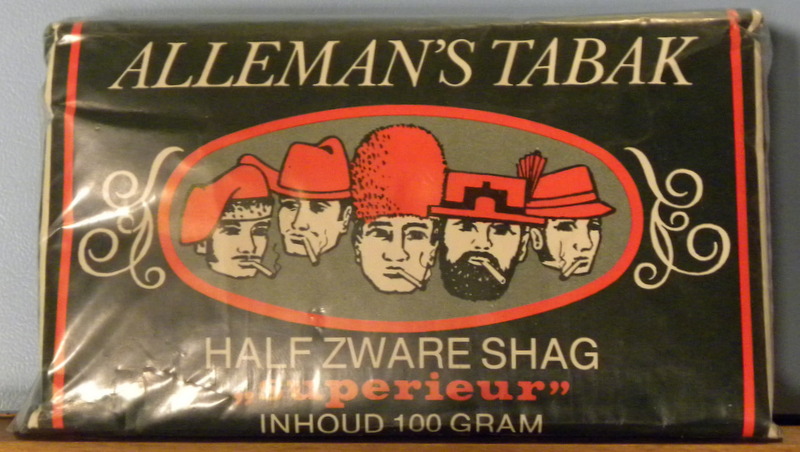 ALLEMAN'S TABAK
HALF ZWARE SHAG
„superieur”
INHOUD 100 GRAM